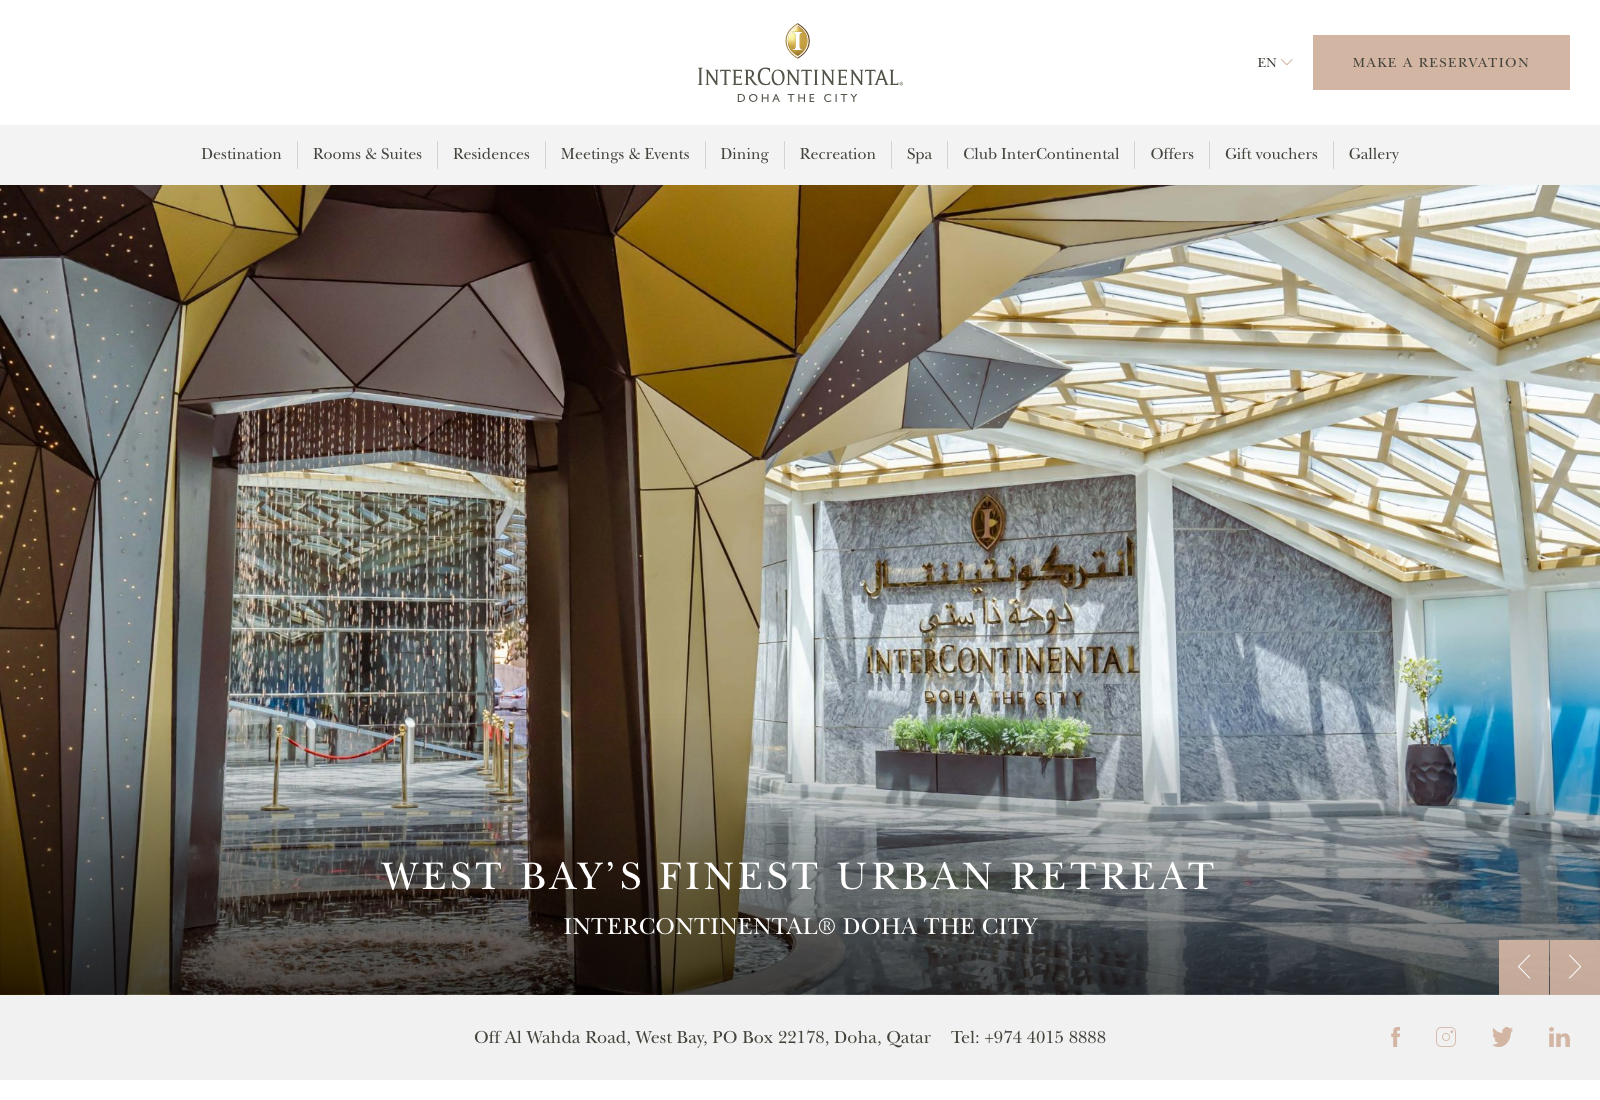 INTERCONTINENTAL®
DOHA THE CITY
EN
MAKE A RESERVATION
Destination
Rooms & Suites
Residences
Meetings & Events
Dining
Recreation
Spa
Club InterContinental
Offers
Gift vouchers
Gallery
انتركونتيننتال
دوحة ذا ستي
INTERCONTINENTAL
DOHA THE CITY
WEST BAY’S FINEST URBAN RETREAT
INTERCONTINENTAL® DOHA THE CITY
Off Al Wahda Road, West Bay, PO Box 22178, Doha, Qatar Tel: +974 4015 8888